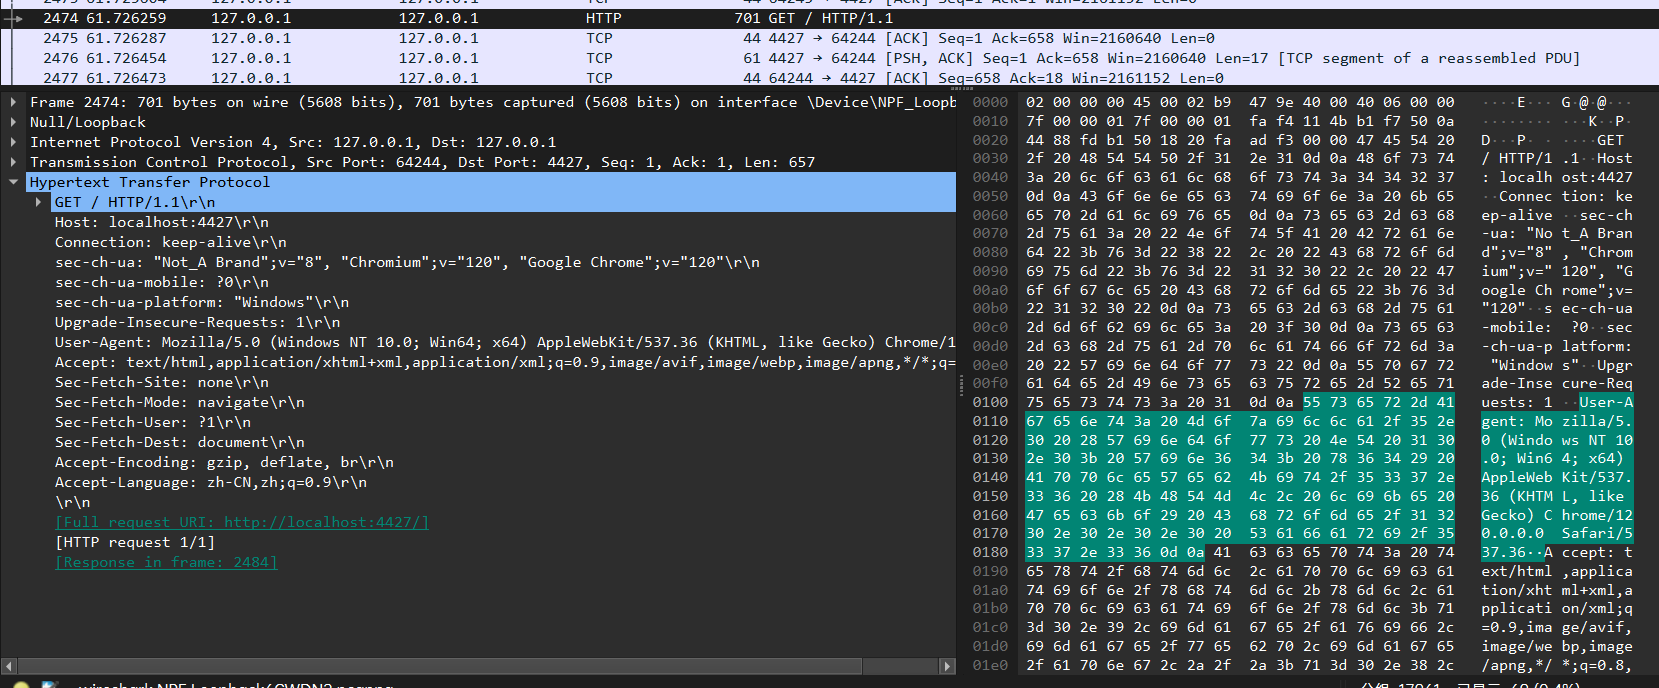 2474 61.726259 127.0.0.1 127.0.0.1 HTTP 701 GET / HTTP/1.1
2475 61.726287 127.0.0.1 127.0.0.1 TCP 44 4427 → 64244 [ACK] Seq=1 Ack=658 Win=2160640 Len=0
2476 61.726454 127.0.0.1 127.0.0.1 TCP 61 4427 → 64244 [PSH, ACK] Seq=1 Ack=658 Win=2160640 Len=17 [TCP segment of a reassembled PDU]
2477 61.726473 127.0.0.1 127.0.0.1 TCP 44 64244 → 4427 [ACK] Seq=658 Ack=18 Win=2161152 Len=0
Frame 2474: 701 bytes on wire (5608 bits), 701 bytes captured (5608 bits) on interface \Device\NPF_Loopb
Null/Loopback
Internet Protocol Version 4, Src: 127.0.0.1, Dst: 127.0.0.1
Transmission Control Protocol, Src Port: 64244, Dst Port: 4427, Seq: 1, Ack: 1, Len: 657
Hypertext Transfer Protocol
GET / HTTP/1.1\r\n
Host: localhost:4427\r\n
Connection: keep-alive\r\n
sec-ch-ua: "Not_A Brand";v="8", "Chromium";v="120", "Google Chrome";v="120"\r\n
sec-ch-ua-mobile: ?0\r\n
sec-ch-ua-platform: "Windows"\r\n
Upgrade-Insecure-Requests: 1\r\n
User-Agent: Mozilla/5.0 (Windows NT 10.0; Win64; x64) AppleWebKit/537.36 (KHTML, like Gecko) Chrome/1
Accept: text/html,application/xhtml+xml,application/xml;q=0.9,image/avif,image/webp,image/apng,*/*;q=
Sec-Fetch-Site: none\r\n
Sec-Fetch-Mode: navigate\r\n
Sec-Fetch-User: ?1\r\n
Sec-Fetch-Dest: document\r\n
Accept-Encoding: gzip, deflate, br\r\n
Accept-Language: zh-CN,zh;q=0.9\r\n
\r\n
[Full request URI: http://localhost:4427/]
[HTTP request 1/1]
[Response in frame: 2484]
0000 02 00 00 00 45 00 02 b9 47 9e 40 00 40 06 00 00 ····E··· G·@·@···
0010 7f 00 00 01 7f 00 00 01 fa f4 11 4b b1 f7 50 0a ········ ···K··P·
0020 44 88 fd b1 50 18 20 fa ad f3 00 00 47 45 54 20 D···P· · ····GET
0030 2f 20 48 54 54 50 2f 31 2e 31 0d 0a 48 6f 73 74 / HTTP/1 .1··Host
0040 3a 20 6c 6f 63 61 6c 68 6f 73 74 3a 34 34 32 37 : localh ost:4427
0050 0d 0a 43 6f 6e 6e 65 63 74 69 6f 6e 3a 20 6b 65 ··Connec tion: ke
0060 65 70 2d 61 6c 69 76 65 0d 0a 73 65 63 2d 63 68 ep-alive ··sec-ch
0070 2d 75 61 3a 20 22 4e 6f 74 5f 41 20 42 72 61 6e -ua: "No t_A Bran
0080 64 22 3b 76 3d 22 38 22 2c 20 22 43 68 72 6f 6d d";v="8" , "Chrom
0090 69 75 6d 22 3b 76 3d 22 31 32 30 22 2c 20 22 47 ium";v=" 120", "G
00a0 6f 6f 67 6c 65 20 43 68 72 6f 6d 65 22 3b 76 3d oogle Ch rome";v=
00b0 22 31 32 30 22 0d 0a 73 65 63 2d 63 68 2d 75 61 "120"··s ec-ch-ua
00c0 2d 6d 6f 62 69 6c 65 3a 20 3f 30 0d 0a 73 65 63 -mobile: ?0··sec
00d0 2d 63 68 2d 75 61 2d 70 6c 61 74 66 6f 72 6d 3a -ch-ua-p latform:
00e0 20 22 57 69 6e 64 6f 77 73 22 0d 0a 55 70 67 72 "Window s"··Upgr
00f0 61 64 65 2d 49 6e 73 65 63 75 72 65 2d 52 65 71 ade-Inse cure-Req
0100 75 65 73 74 73 3a 20 31 0d 0a 55 73 65 72 2d 41 uests: 1 ··User-A
0110 67 65 6e 74 3a 20 4d 6f 7a 69 6c 6c 61 2f 35 2e gent: Mo zilla/5.
0120 30 20 28 57 69 6e 64 6f 77 73 20 4e 54 20 31 30 0 (Windo ws NT 10
0130 2e 30 3b 20 57 69 6e 36 34 3b 20 78 36 34 29 20 .0; Win6 4; x64)
0140 41 70 70 6c 65 57 65 62 4b 69 74 2f 35 33 37 2e AppleWeb Kit/537.
0150 33 36 20 28 4b 48 54 4d 4c 2c 20 6c 69 6b 65 20 36 (KHTM L, like
0160 47 65 63 6b 6f 29 20 43 68 72 6f 6d 65 2f 31 32 Gecko) C hrome/12
0170 30 2e 30 2e 30 2e 30 20 53 61 66 61 72 69 2f 35 0.0.0.0 Safari/5
0180 33 37 2e 33 36 0d 0a 41 63 63 65 70 74 3a 20 74 37.36··A ccept: t
0190 65 78 74 2f 68 74 6d 6c 2c 61 70 70 6c 69 63 61 ext/html ,applica
01a0 74 69 6f 6e 2f 78 68 74 6d 6c 2b 78 6d 6c 2c 61 tion/xht ml+xml,a
01b0 70 70 6c 69 63 61 74 69 6f 6e 2f 78 6d 6c 3b 71 pplicati on/xml;q
01c0 3d 30 2e 39 2c 69 6d 61 67 65 2f 61 76 69 66 2c =0.9,ima ge/avif,
01d0 69 6d 61 67 65 2f 77 65 62 70 2c 69 6d 61 67 65 image/we bp,image
01e0 2f 61 70 6e 67 2c 2a 2f 2a 3b 71 3d 30 2e 38 2c /apng,*/ *;q=0.8,